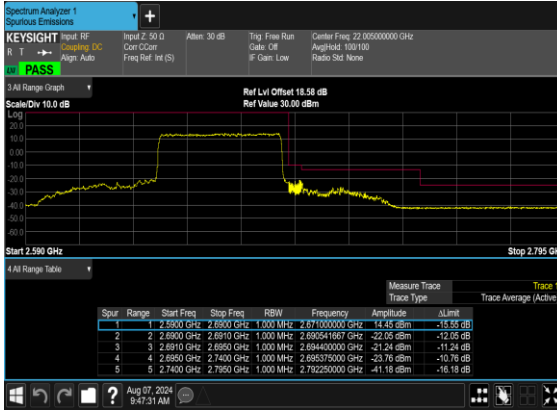 Spectrum Analyzer 1
Spurious Emissions
+
KEYSIGHT Input: RF Input Z: 50 Ω Atten: 30 dB Trig: Free Run Center Freq: 22.005000000 GHz
R T Coupling: DC Corr CCorr Gate: Off Avg|Hold: 100/100
Align: Auto Freq Ref: Int (S) IF Gain: Low Radio Std: None
PASS
3 All Range Graph Ref Lvl Offset 18.58 dB
Scale/Div 10.0 dB Ref Value 30.00 dBm
Log
20.0
10.0
0.00
-10.0
-20.0
-30.0
-40.0
-50.0
-60.0
Start 2.590 GHz Stop 2.795 GH
4 All Range Table
Measure Trace Trace 1
Trace Type Trace Average (Active
Spur Range Start Freq Stop Freq RBW Frequency Amplitude ΔLimit
1 1 2.5900 GHz 2.6900 GHz 1.000 MHz 2.671000000 GHz 14.45 dBm -15.55 dB
2 2 2.6900 GHz 2.6910 GHz 1.000 MHz 2.690541667 GHz -22.05 dBm -12.05 dB
3 3 2.6910 GHz 2.6950 GHz 1.000 MHz 2.694400000 GHz -21.24 dBm -11.24 dB
4 4 2.6950 GHz 2.7400 GHz 1.000 MHz 2.695375000 GHz -23.76 dBm -10.76 dB
5 5 2.7400 GHz 2.7950 GHz 1.000 MHz 2.792250000 GHz -41.18 dBm -16.18 dB
? Aug 07, 2024
9:47:31 AM